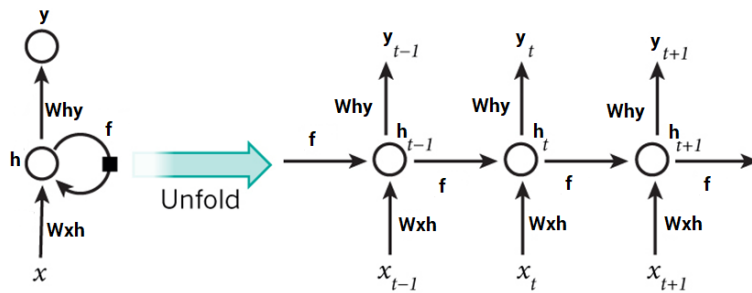 y
Why
f
h
Wxh
x
Unfold
y t-1
y t
y t+1
Why
Why
Why
f
h t-1
h t
h t+1
f
f
f
Wxh
Wxh
Wxh
x t-1
x t
x t+1